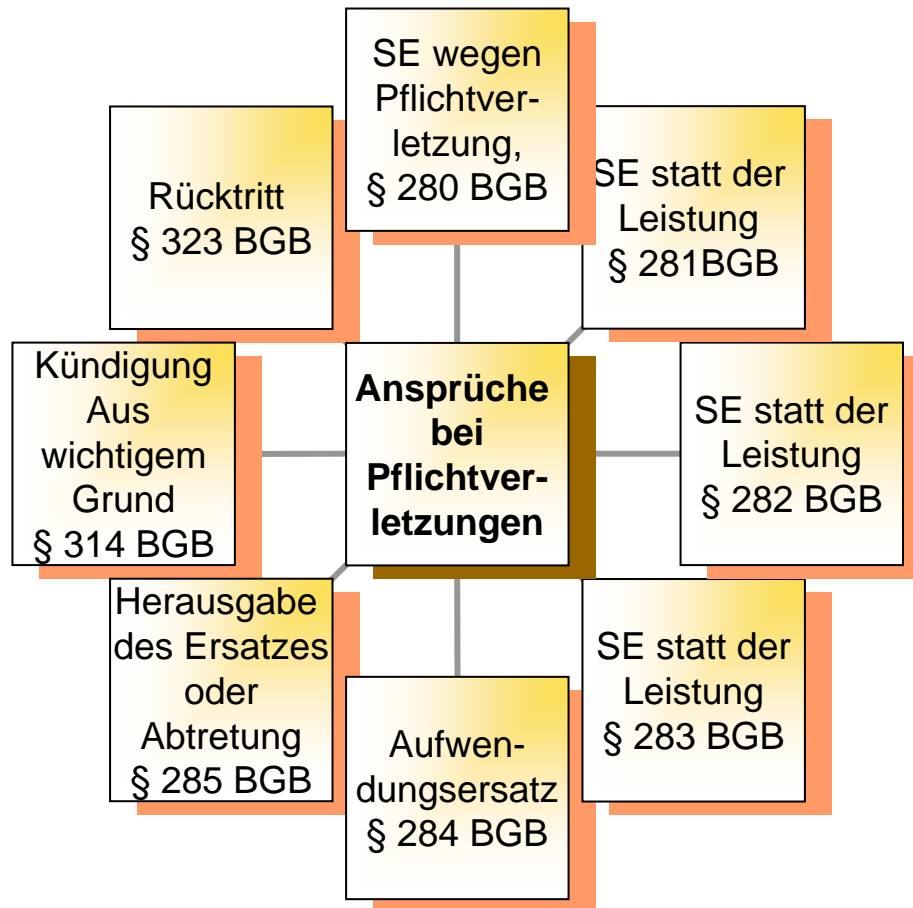 SE wegen
Pflichtver-
letzung,
§ 280 BGB
Rücktritt
§ 323 BGB
SE statt der
Leistung
§ 281BGB
Kündigung
Aus
wichtigem
Grund
§ 314 BGB
Ansprüche
bei
Pflichtver-
letzungen
SE statt der
Leistung
§ 282 BGB
Herausgabe
des Ersatzes
oder
Abtretung
§ 285 BGB
Aufwen-
dungsersatz
§ 284 BGB
SE statt der
Leistung
§ 283 BGB